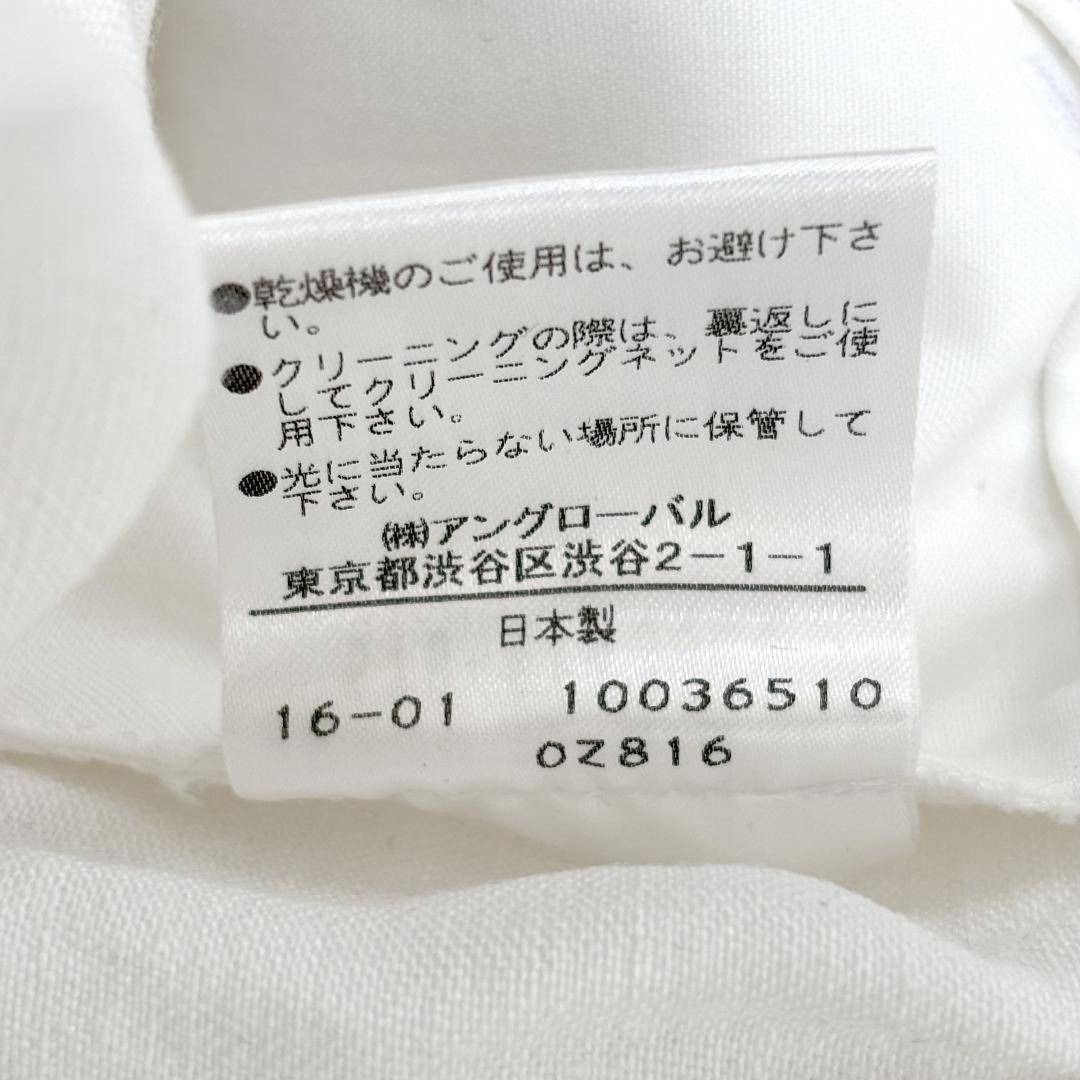 ●乾燥機のご使用は、お避け下さ
い。
●クリーニングの際は、裏返しに
してクリーニングネットをご使
用下さい。
●光に当たらない場所に保管して
下さい。
㈱アングローバル
東京都渋谷区渋谷2-1-1
日本製
16-01 10036510
OZ816